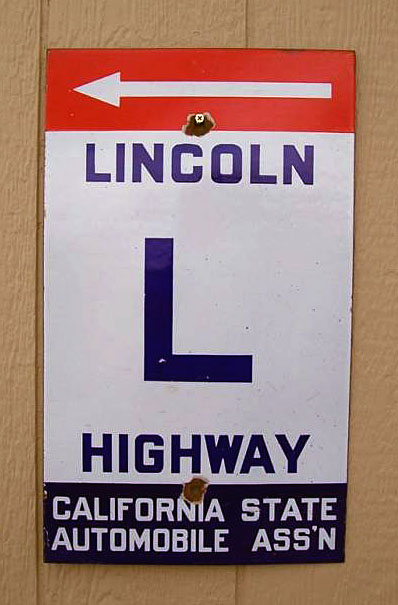 LINCOLN
L
HIGHWAY
CALIFORNIA STATE
AUTOMOBILE ASS'N